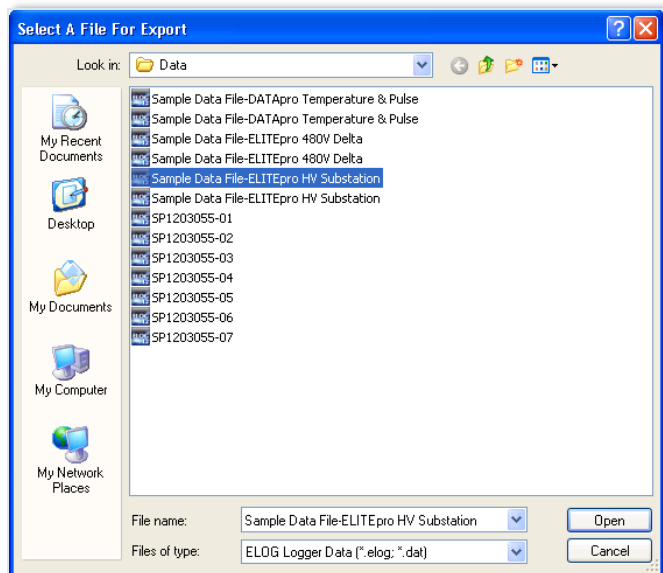 Select A File For Export
Look in:
Data
My Recent
Documents
Desktop
My Documents
My Computer
My Network
Places
Sample Data File-DATApro Temperature & Pulse
Sample Data File-DATApro Temperature & Pulse
Sample Data File-ELITEpro 480V Delta
Sample Data File-ELITEpro 480V Delta
Sample Data File-ELITEpro HV Substation
Sample Data File-ELITEpro HV Substation
SP1203055-01
SP1203055-02
SP1203055-03
SP1203055-04
SP1203055-05
SP1203055-06
SP1203055-07
File name:
Sample Data File-ELITEpro HV Substation
Open
Files of type:
ELOG Logger Data (*.elog; *.dat)
Cancel